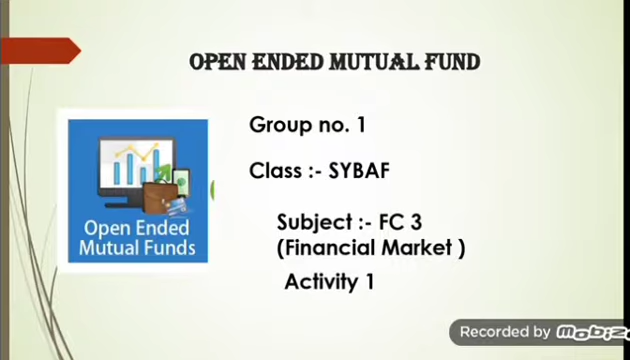 OPEN ENDED MUTUAL FUND
Group no. 1
Class :- SYBAF
Open Ended
Mutual Funds
Subject :- FC 3
(Financial Market )
Activity 1
Recorded by